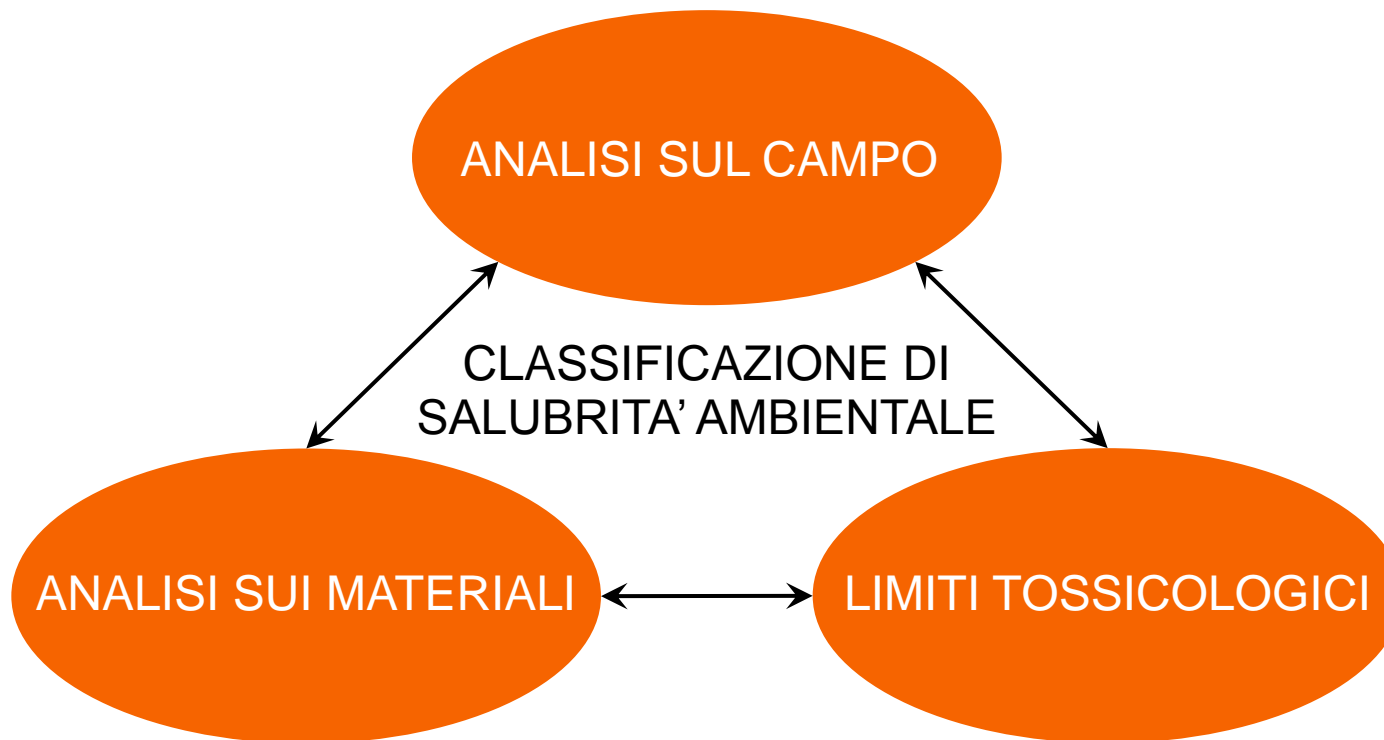 ANALISI SUL CAMPO
CLASSIFICAZIONE DI
SALUBRITA’ AMBIENTALE
ANALISI SUI MATERIALI
LIMITI TOSSICOLOGICI